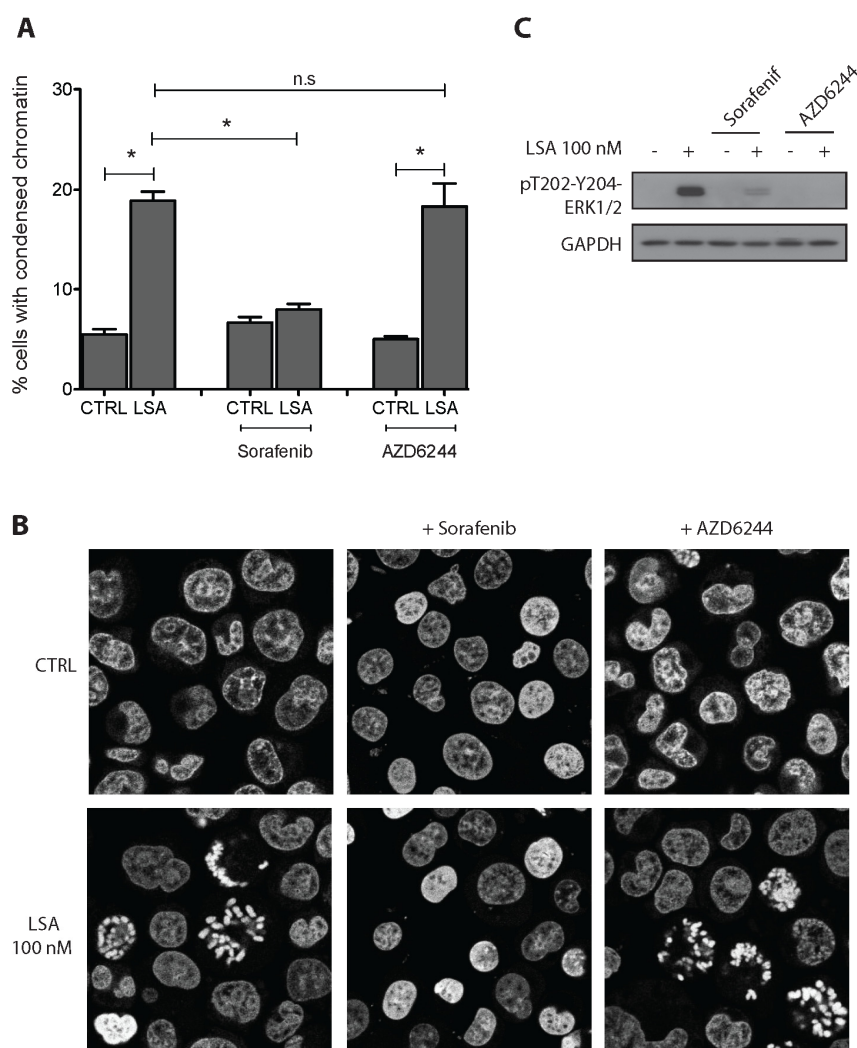 A
% cells with condensed chromatin
30
20
10
0
n.s
*
*
*
CTRL LSA CTRL LSA CTRL LSA
Sorafenib AZD6244
C
Sorafenif AZD6244
LSA 100 nM - + - + - +
pT202-Y204-
ERK1/2
GAPDH
B
+ Sorafenib + AZD6244
CTRL
LSA
100 nM